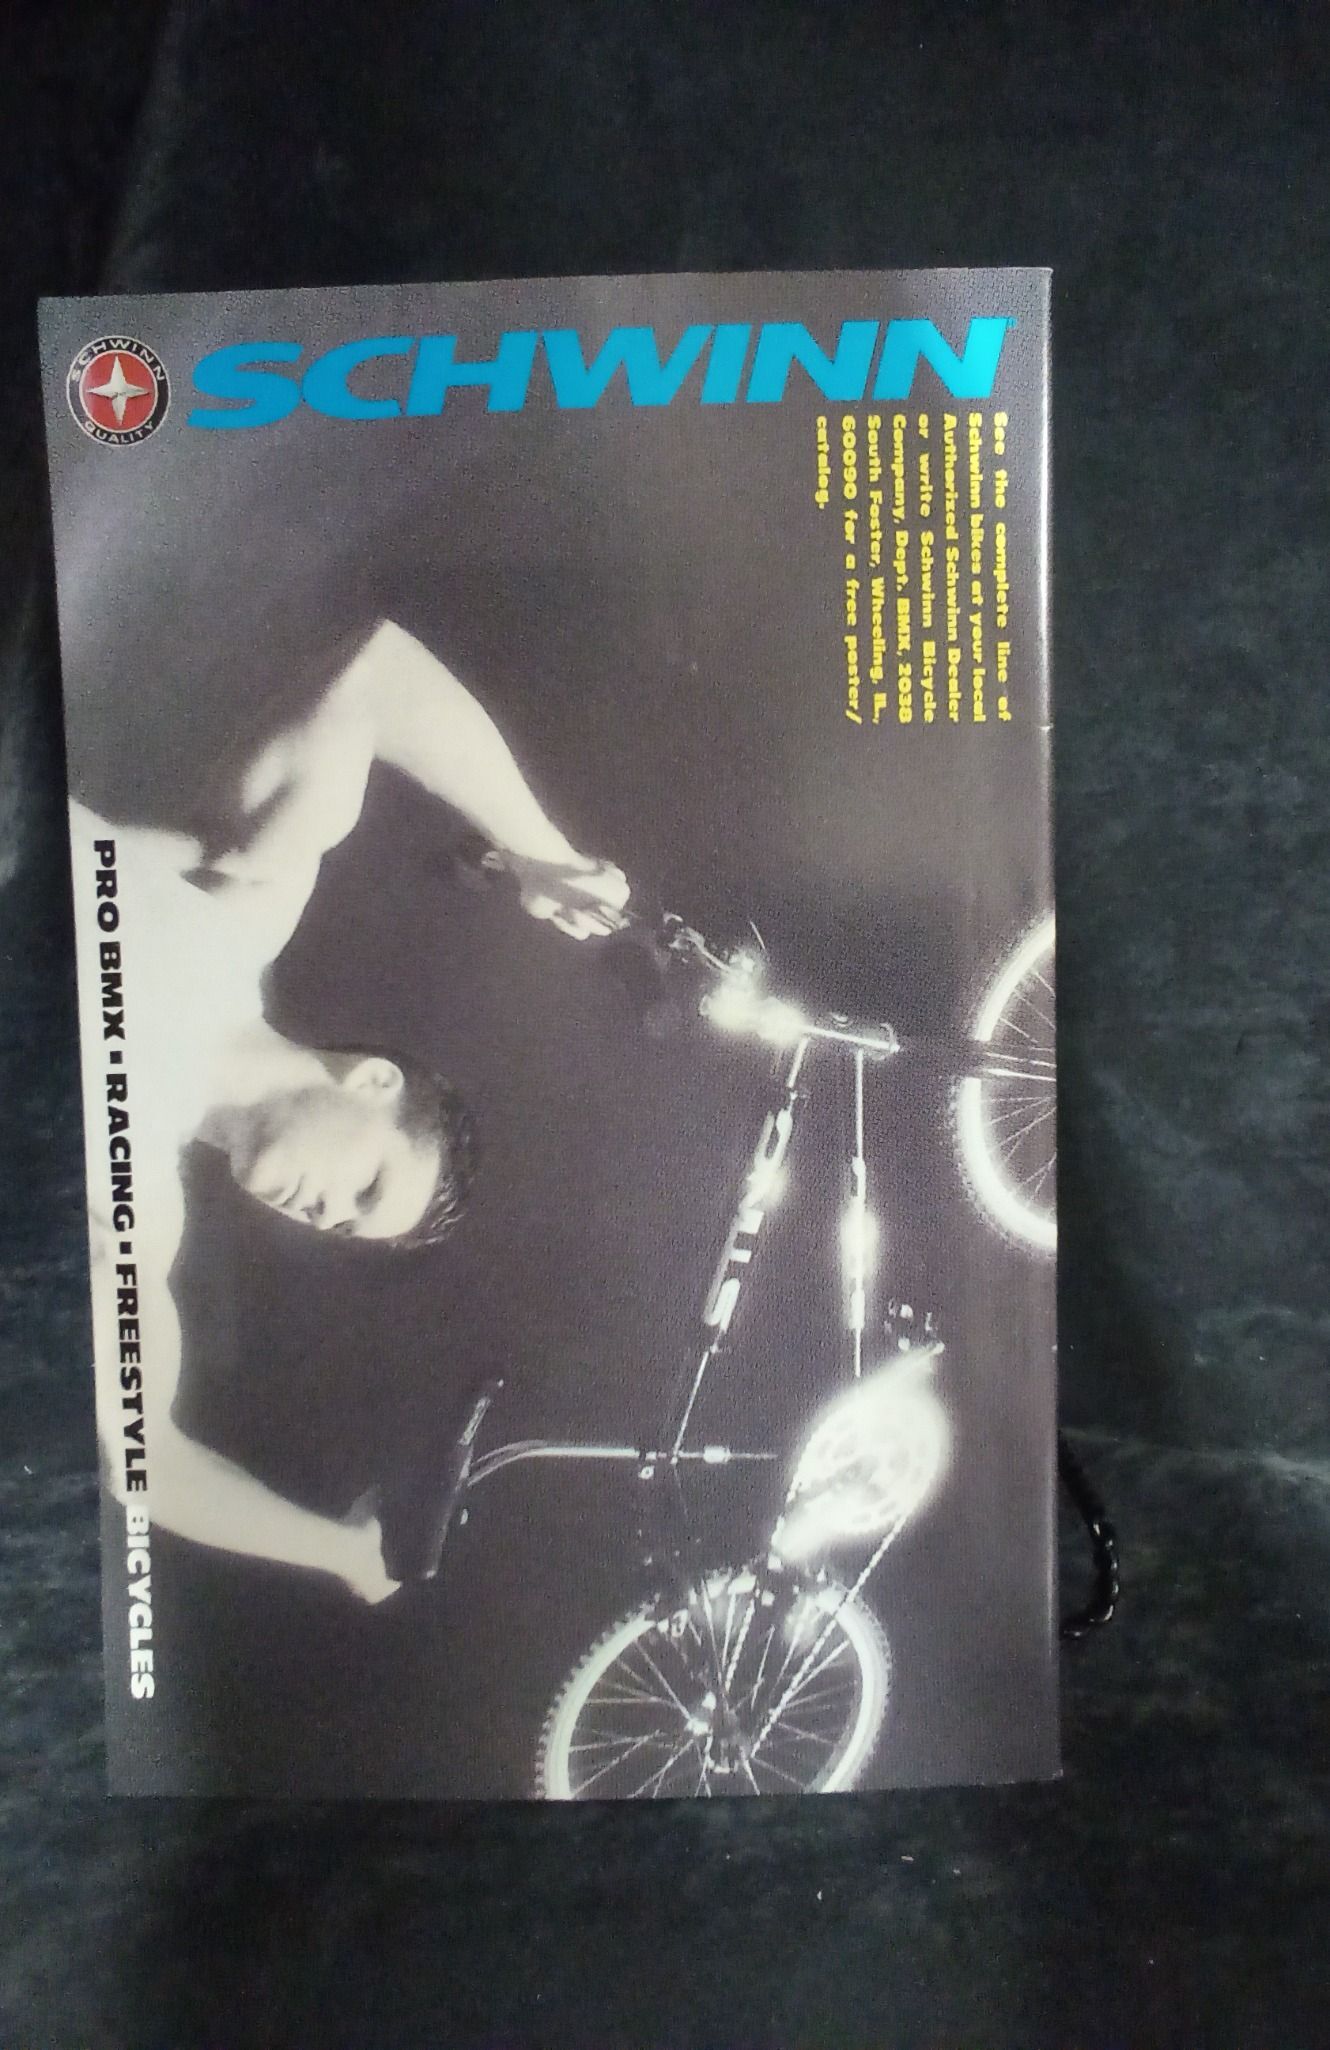 SCHWINN®
SCHWINN
QUALITY
See the complete line of
Schwinn bikes at your local
Authorized Schwinn Dealer
or write Schwinn Bicycle
Company, Dept. BMX, 2038
South Foster, Wheeling, IL,
60090 for a free poster/
catalog.
PRO BMX ▪ RACING ▪ FREESTYLE BICYCLES